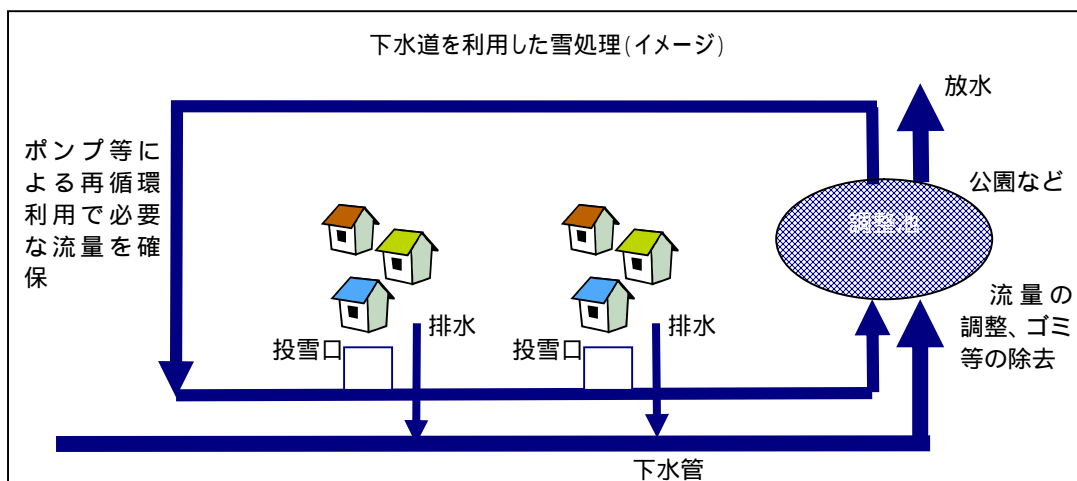 下水道を利用した雪処理(イメージ)
放水
ポンプ等に
よる再循環
利用で必要
な流量を確
保
公園など
調整池
流量の
調整、ゴミ
等の除去
排水
排水
投雪口
投雪口
下水管